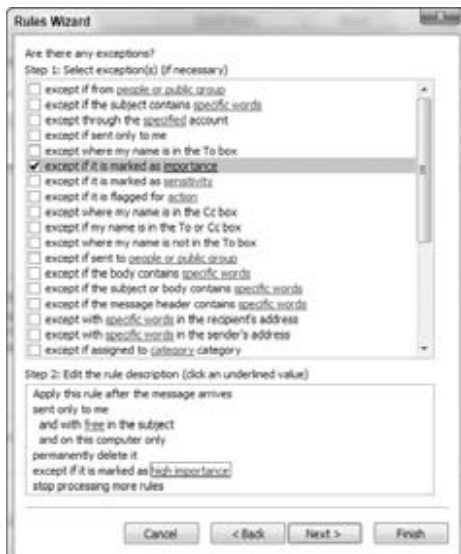 Rules Wizard
Are there any exceptions?
Step 1: Select exception(s) (if necessary)
except if from people or public group
except if the subject contains specific words
except through the specified account
except if sent only to me
except where my name is in the To box
except if it is marked as importance
except if it is marked as sensitivity
except if it is flagged for action
except where my name is in the Cc box
except if my name is in the To or Cc box
except where my name is not in the To box
except if sent to people or public group
except if the body contains specific words
except if the subject or body contains specific words
except if the message header contains specific words
except with specific words in the recipient's address
except with specific words in the sender's address
except if assigned to category category
Step 2: Edit the rule description (click an underlined value)
Apply this rule after the message arrives
sent only to me
and with free in the subject
and on this computer only
permanently delete it
except if it is marked as high importance
stop processing more rules
Cancel < Back Next > Finish